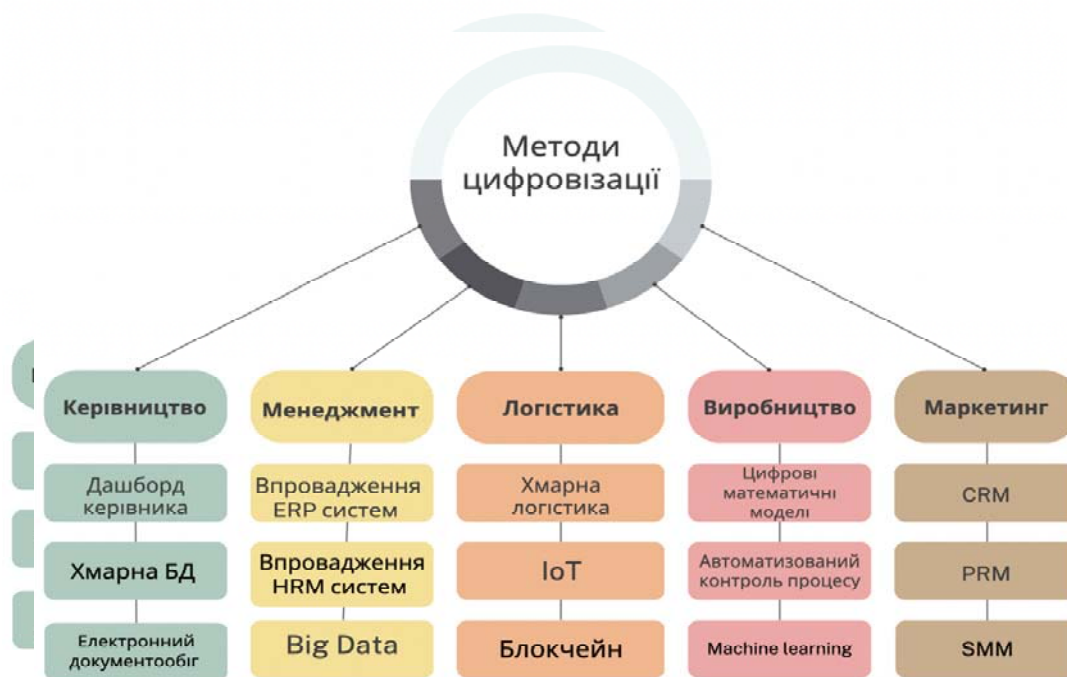 Методи
цифровізації
Керівництво
Менеджмент
Логістика
Виробництво
Маркетинг
Дашборд
керівника
Впровадження
ERP систем
Хмарна
логістика
Цифрові
математичні
моделі
CRM
Хмарна БД
Впровадження
HRM систем
IoT
Автоматизований
контроль процесу
PRM
Електронний
документообіг
Big Data
Блокчейн
Machine learning
SMM